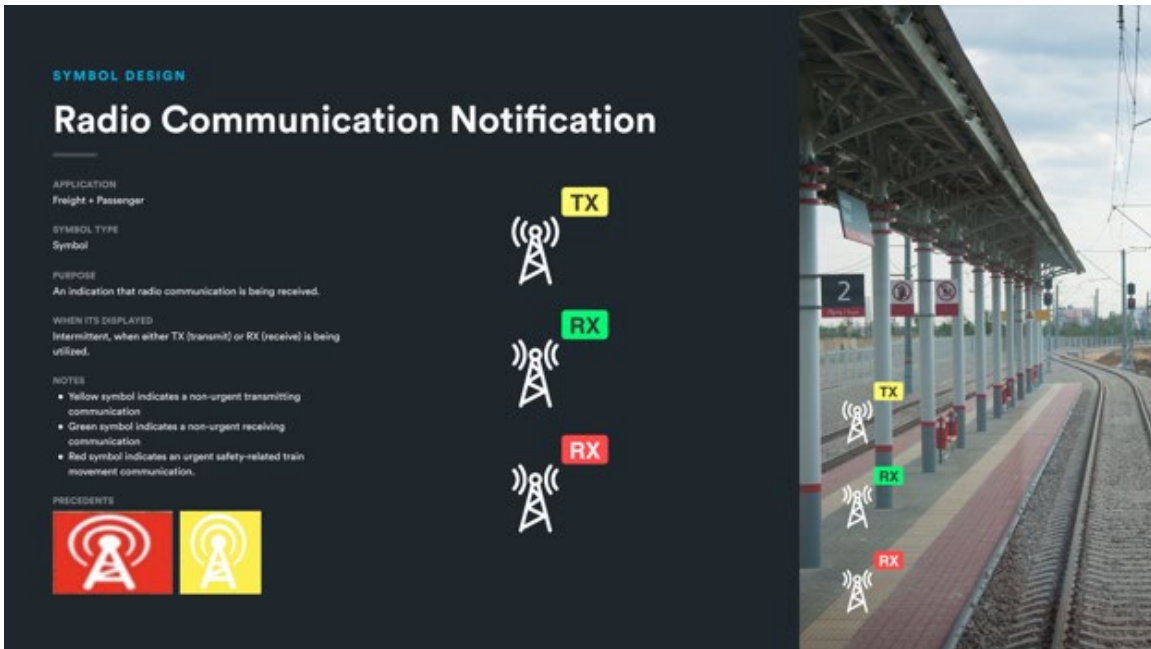 SYMBOL DESIGN
Radio Communication Notification
APPLICATION
Freight + Passenger
SYMBOL TYPE
Symbol
PURPOSE
An indication that radio communication is being received.
WHEN ITS DISPLAYED
Intermittent, when either TX (transmit) or RX (receive) is being
utilized.
NOTES
• Yellow symbol indicates a non-urgent transmitting
communication
• Green symbol indicates a non-urgent receiving
communication
• Red symbol indicates an urgent safety-related train
movement communication.
PRECEDENTS
TX
RX
RX
2
TX
RX
RX